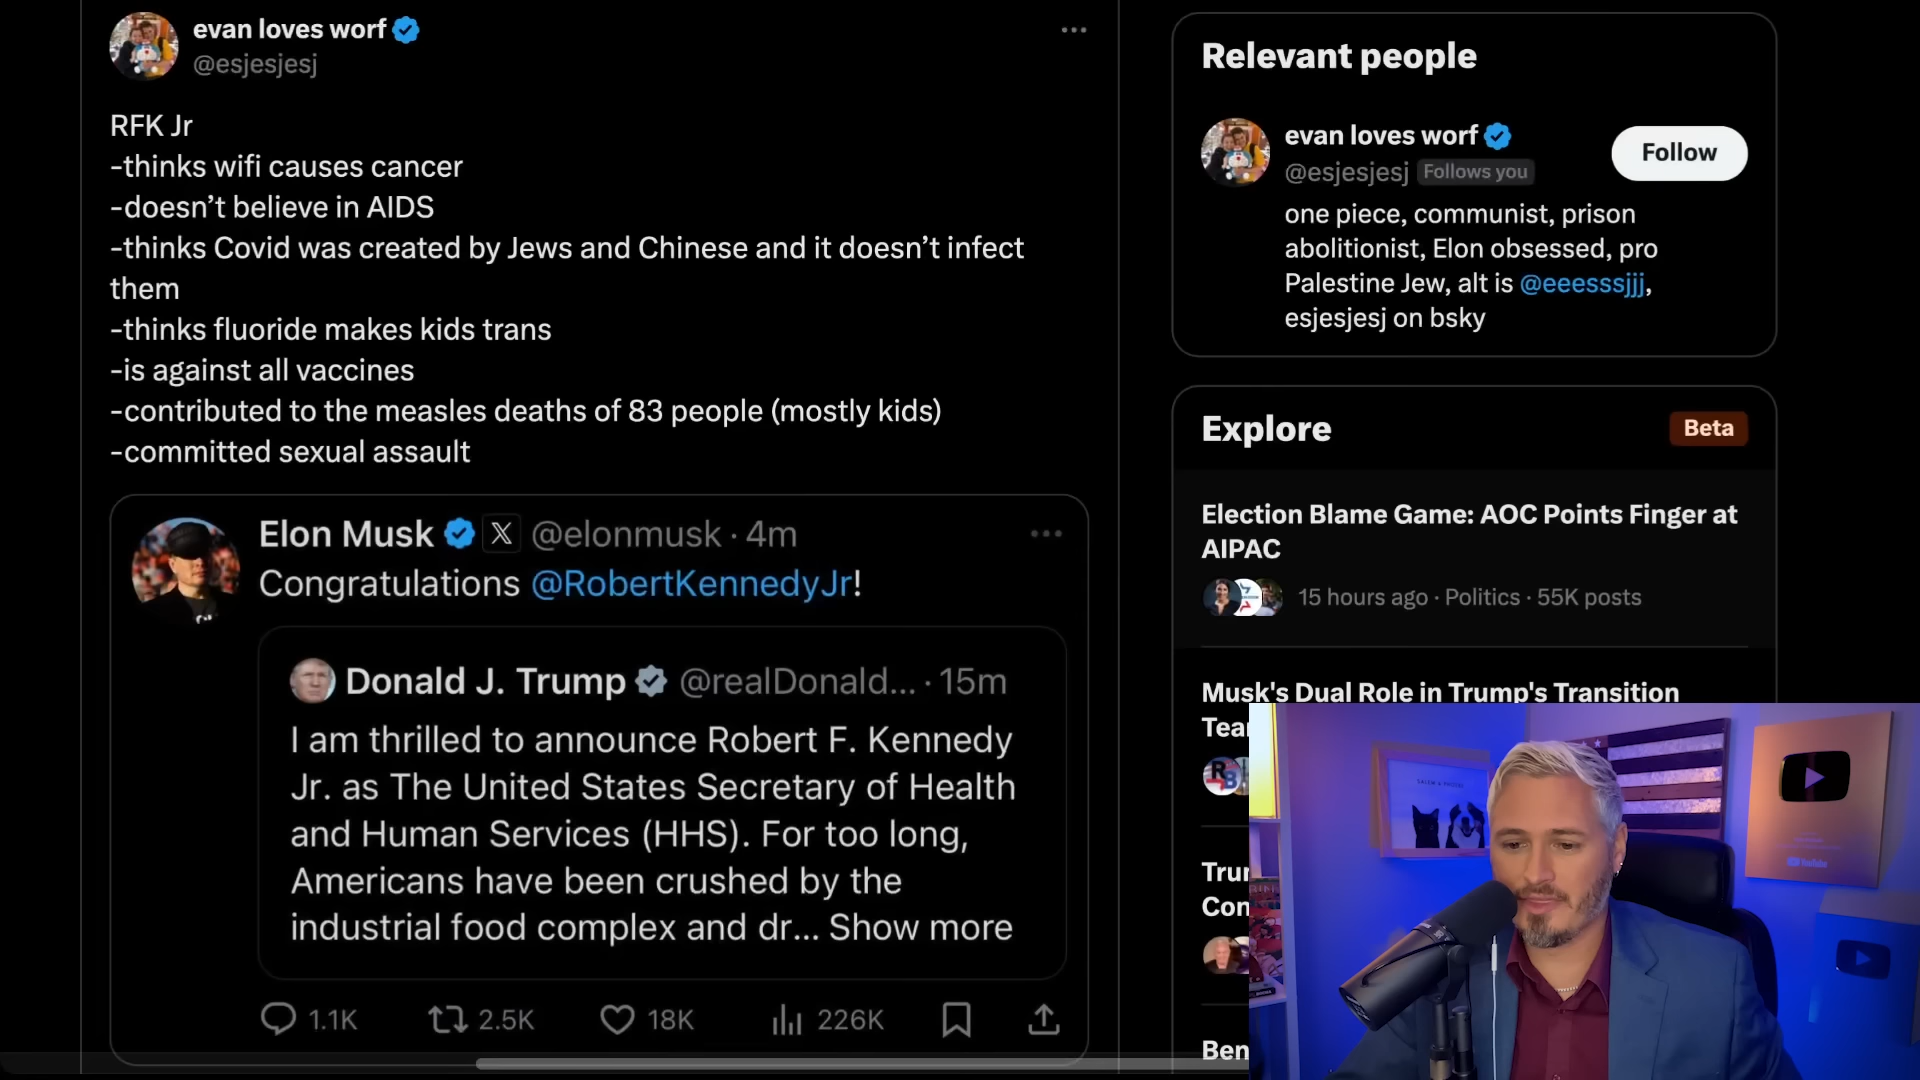 evan loves worf
@esjesjesj
RFK Jr
-thinks wifi causes cancer
-doesn't believe in AIDS
-thinks Covid was created by Jews and Chinese and it doesn't infect
them
-thinks fluoride makes kids trans
-is against all vaccines
-contributed to the measles deaths of 83 people (mostly kids)
-committed sexual assault
Elon Musk @elonmusk · 4m
Congratulations @RobertKennedyJr!
Donald J. Trump @realDonald... · 15m
I am thrilled to announce Robert F. Kennedy
Jr. as The United States Secretary of Health
and Human Services (HHS). For too long,
Americans have been crushed by the
industrial food complex and dr... Show more
1.1K 2.5K 18K 226K
Relevant people
evan loves worf
@esjesjesj Follows you
Follow
one piece, communist, prison
abolitionist, Elon obsessed, pro
Palestine Jew, alt is @eeesssjjj,
esjesjesj on bsky
Explore
Beta
Election Blame Game: AOC Points Finger at
AIPAC
15 hours ago · Politics · 55K posts
Musk's Dual Role in Trump's Transition
Tea
Tru
Con
Ben